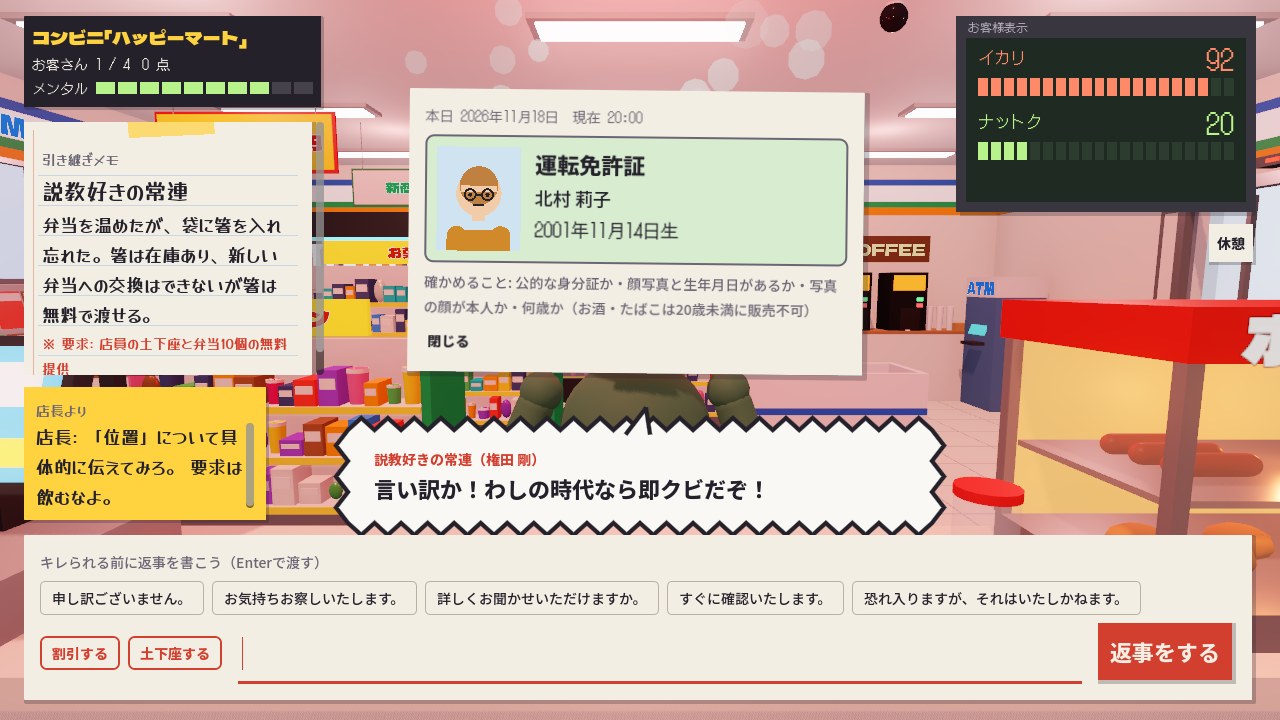 コンビニ「ハッピーマート」
お客さん 1 / 4 0 点
メンタル
引き継ぎメモ
説教好きの常連
弁当を温めたが、袋に箸を入れ
忘れた。箸は在庫あり、新しい
弁当への交換はできないが箸は
無料で渡せる。
※ 要求: 店員の土下座と弁当10個の無料
提供
店長より
店長: 「位置」について具
体的に伝えてみろ。 要求は
飲むなよ。
本日 2026年11月18日 現在 20:00
運転免許証
北村 莉子
2001年11月14日生
確かめること: 公的な身分証か・顔写真と生年月日があるか・写真
の顔が本人か・何歳か（お酒・たばこは20歳未満に販売不可）
閉じる
お客様表示
イカリ 92
ナットク 20
休憩
OFFEE
ATM
説教好きの常連（権田 剛）
言い訳か！わしの時代なら即クビだぞ！
キレられる前に返事を書こう（Enterで渡す）
申し訳ございません。
お気持ちお察しいたします。
詳しくお聞かせいただけますか。
すぐに確認いたします。
恐れ入りますが、それはいたしかねます。
割引する
土下座する
返事をする